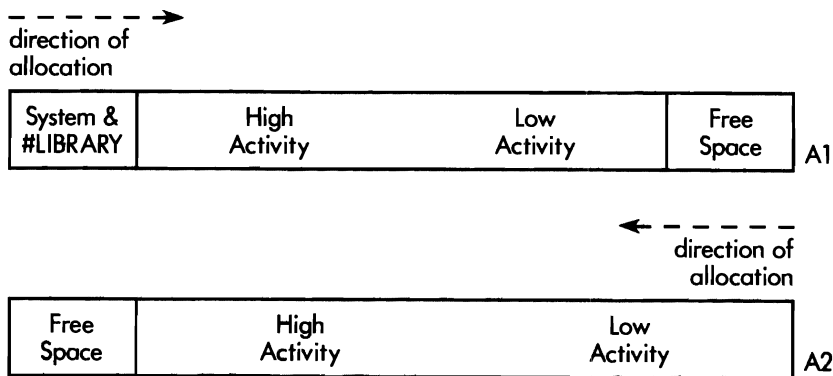 direction of
allocation
System & High Low Free
#LIBRARY Activity Activity Space A1
direction of
allocation
Free High Low
Space Activity Activity A2